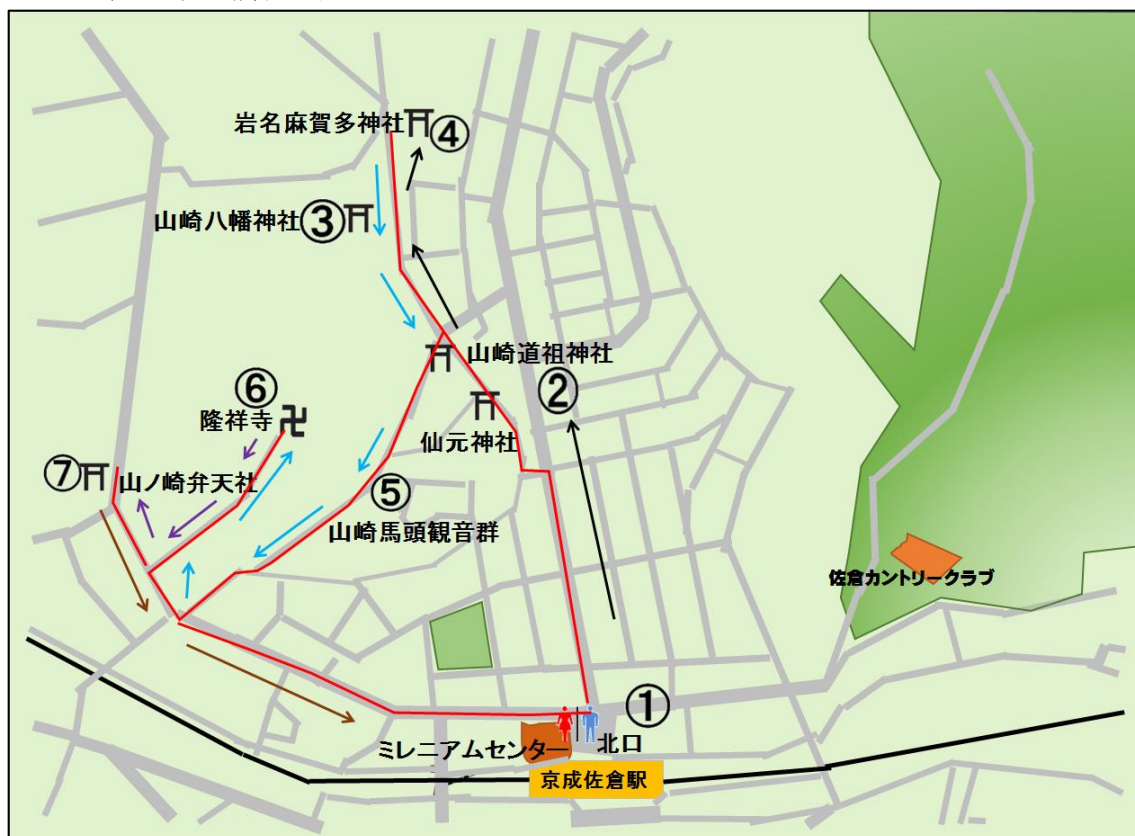 岩名麻賀多神社
④
山崎八幡神社
③
山崎道祖神社
②
仙元神社
⑥
隆祥寺
⑦
山ノ崎弁天社
⑤
山崎馬頭観音群
佐倉カントリークラブ
①
ミレニアムセンター
北口
京成佐倉駅